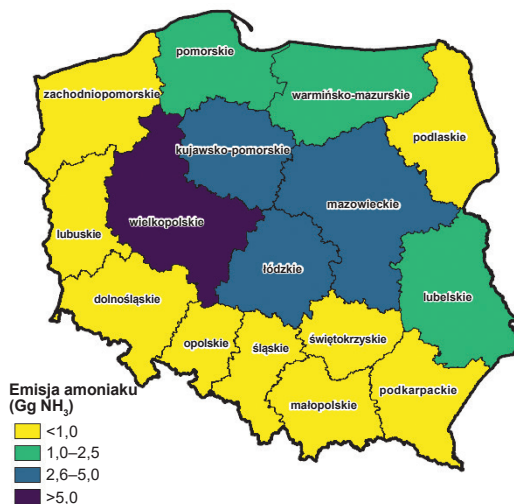 pomorskie
zachodniopomorskie
warmińsko-mazurskie
podlaskie
kujawsko-pomorskie
mazowieckie
wielkopolskie
lubuskie
łódzkie
dolnośląskie
lubelskie
opolskie
śląskie
świętokrzyskie
podkarpackie
małopolskie
Emisja amoniaku
(Gg NH₃)
<1,0
1,0–2,5
2,6–5,0
>5,0